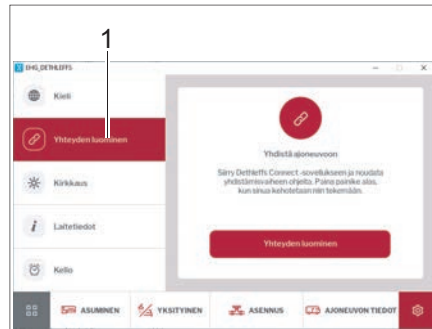 1
EHG_DETHLEFFS
Kieli
Yhteyden luominen
Kirkkaus
Laitetiedot
Kello
Yhdistä ajoneuvoon
Siirry Dethleffs Connect -sovellukseen ja noudata
yhdistämisvaiheen ohjeita. Paina painike alas,
kun sinua kehotetaan niin tekemään.
Yhteyden luominen
ASUMINEN
YKSITYINEN
ASENNUS
AJONEUVON TIEDOT